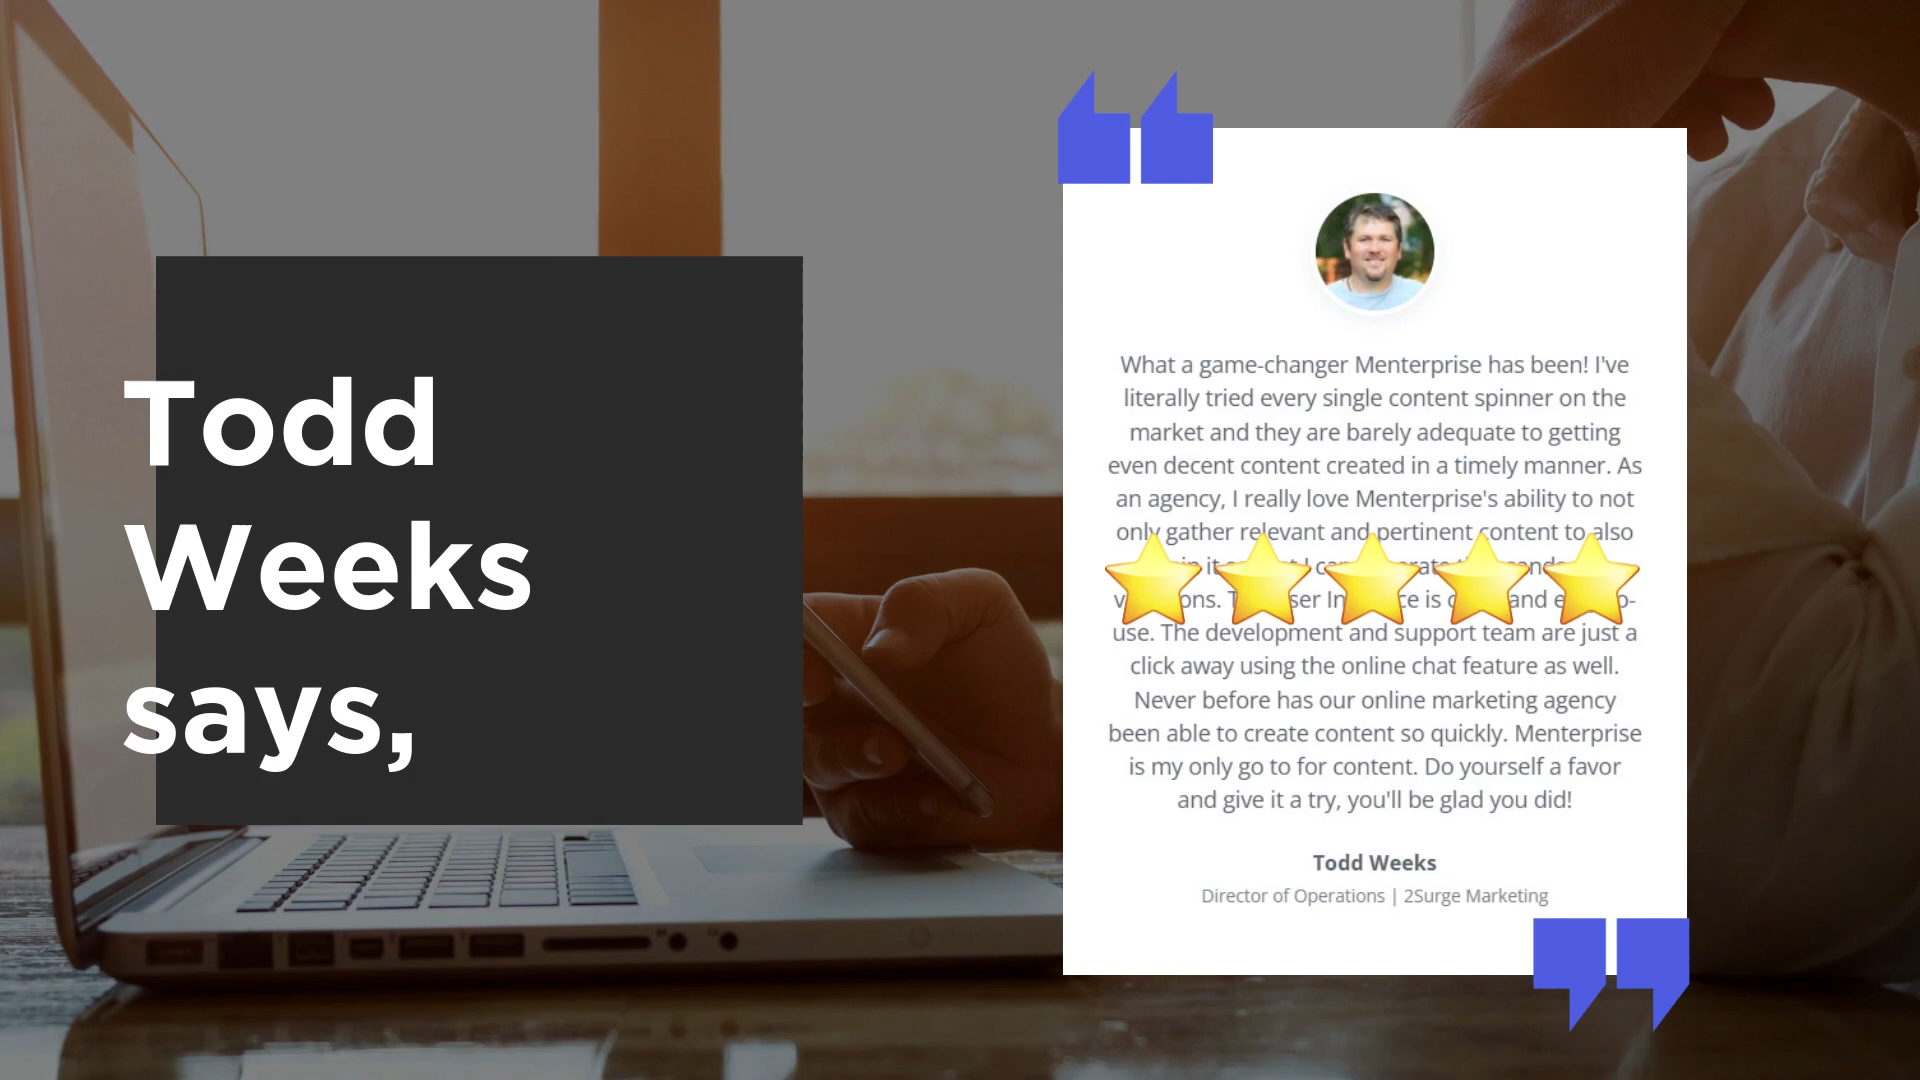 Todd
Weeks
says,
What a game-changer Menterprise has been! I've
literally tried every single content spinner on the
market and they are barely adequate to getting
even decent content created in a timely manner. As
an agency, I really love Menterprise's ability to not
only gather relevant and pertinent content to also
it I
is and
use. The development and support team are just a
click away using the online chat feature as well.
Never before has our online marketing agency
been able to create content so quickly. Menterprise
is my only go to for content. Do yourself a favor
and give it a try, you'll be glad you did!
Todd Weeks
Director of Operations | 2Surge Marketing